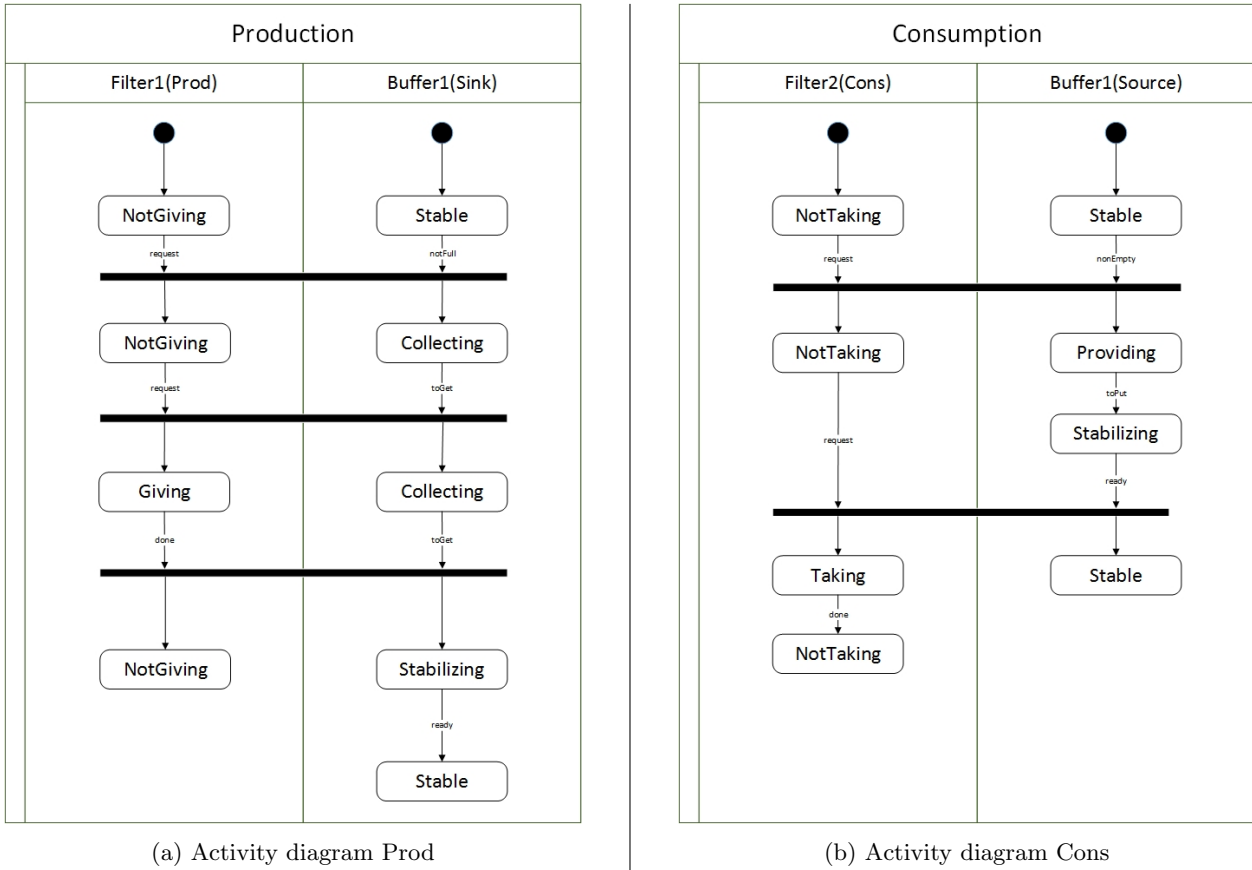 Production
Filter1(Prod)
Buffer1(Sink)
NotGiving
Stable
request
notFull
NotGiving
Collecting
request
toGet
Giving
Collecting
done
toGet
NotGiving
Stabilizing
ready
Stable
(a) Activity diagram Prod
Consumption
Filter2(Cons)
Buffer1(Source)
NotTaking
Stable
request
nonEmpty
NotTaking
Providing
toPut
Stabilizing
request
ready
Taking
Stable
done
NotTaking
(b) Activity diagram Cons